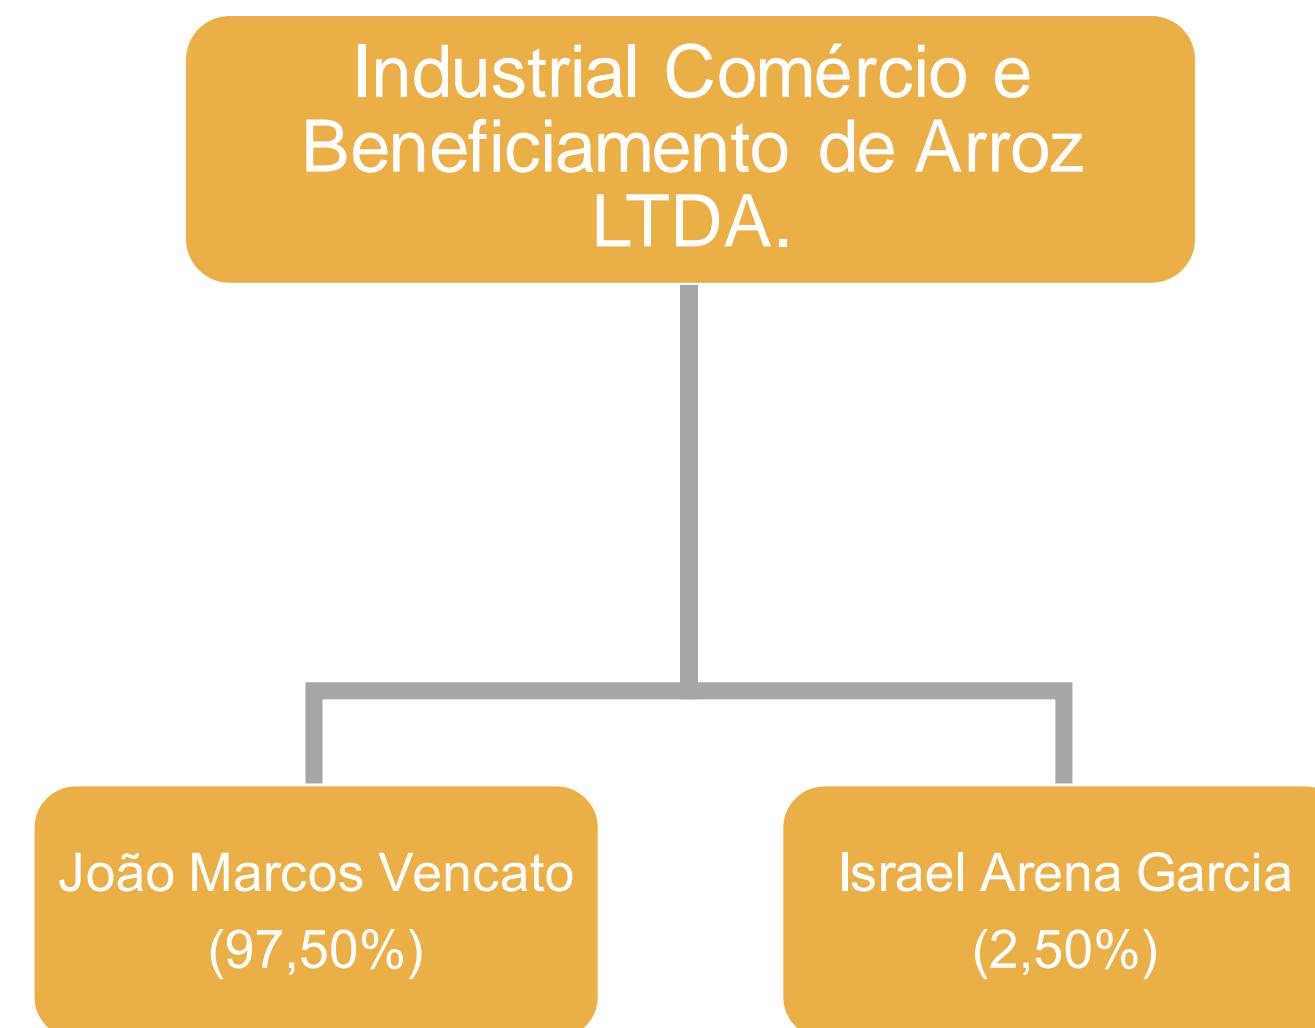 Industrial Comércio e
Beneficiamento de Arroz
LTDA.
João Marcos Vencato
(97,50%)
Israel Arena Garcia
(2,50%)